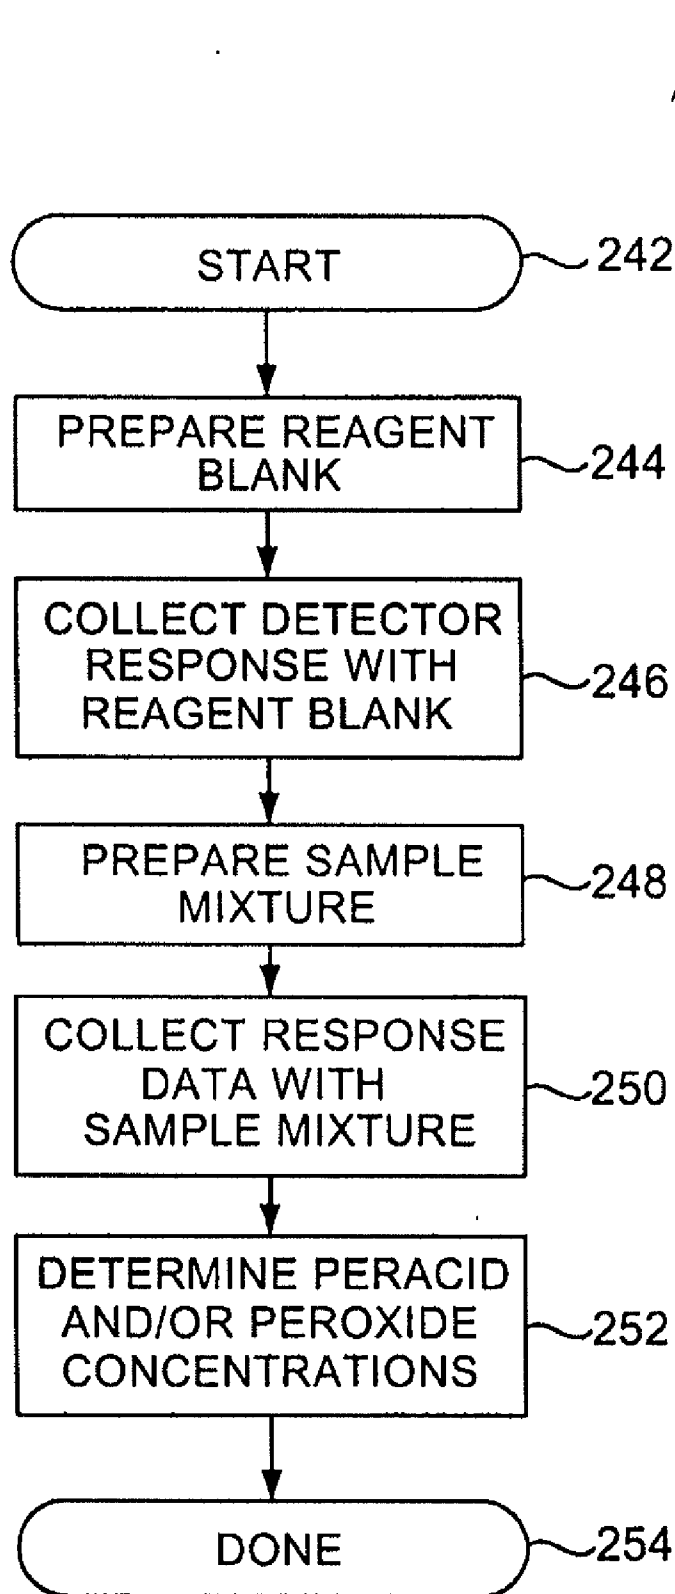 START
242
PREPARE REAGENT
BLANK
244
COLLECT DETECTOR
RESPONSE WITH
REAGENT BLANK
246
PREPARE SAMPLE
MIXTURE
248
COLLECT RESPONSE
DATA WITH
SAMPLE MIXTURE
250
DETERMINE PERACID
AND/OR PEROXIDE
CONCENTRATIONS
252
DONE
254